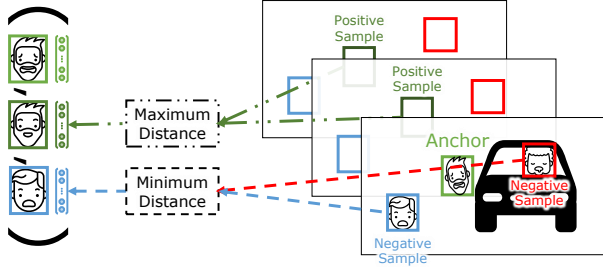 Positive
Sample
Positive
Sample
Maximum
Distance
Anchor
Minimum
Distance
Negative
Sample
Negative
Sample